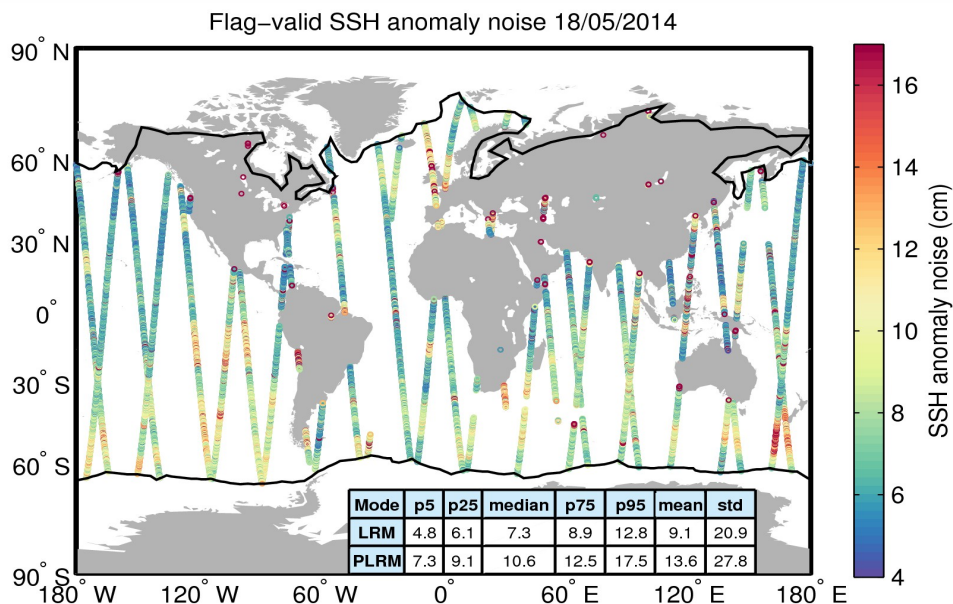 Flag−valid SSH anomaly noise 18/05/2014
90° N
60° N
30° N
0°
30° S
60° S
90° S
180° W 120° W 60° W 0° 60° E 120° E 180° E
Mode p5 p25 median p75 p95 mean std
LRM 4.8 6.1 7.3 8.9 12.8 9.1 20.9
PLRM 7.3 9.1 10.6 12.5 17.5 13.6 27.8
16
14
12
10
8
6
4
SSH anomaly noise (cm)